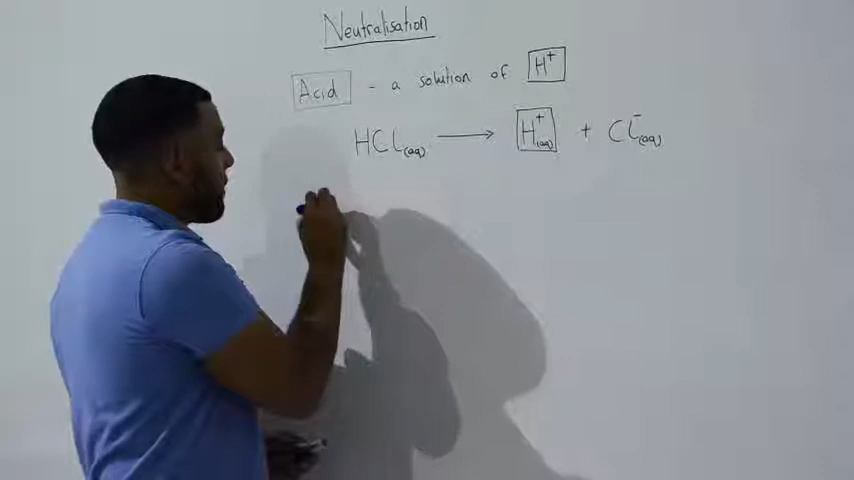 Neutralisation
Acid - a solution of H⁺
HCl(aq) → H⁺(aq) + Cl⁻(aq)